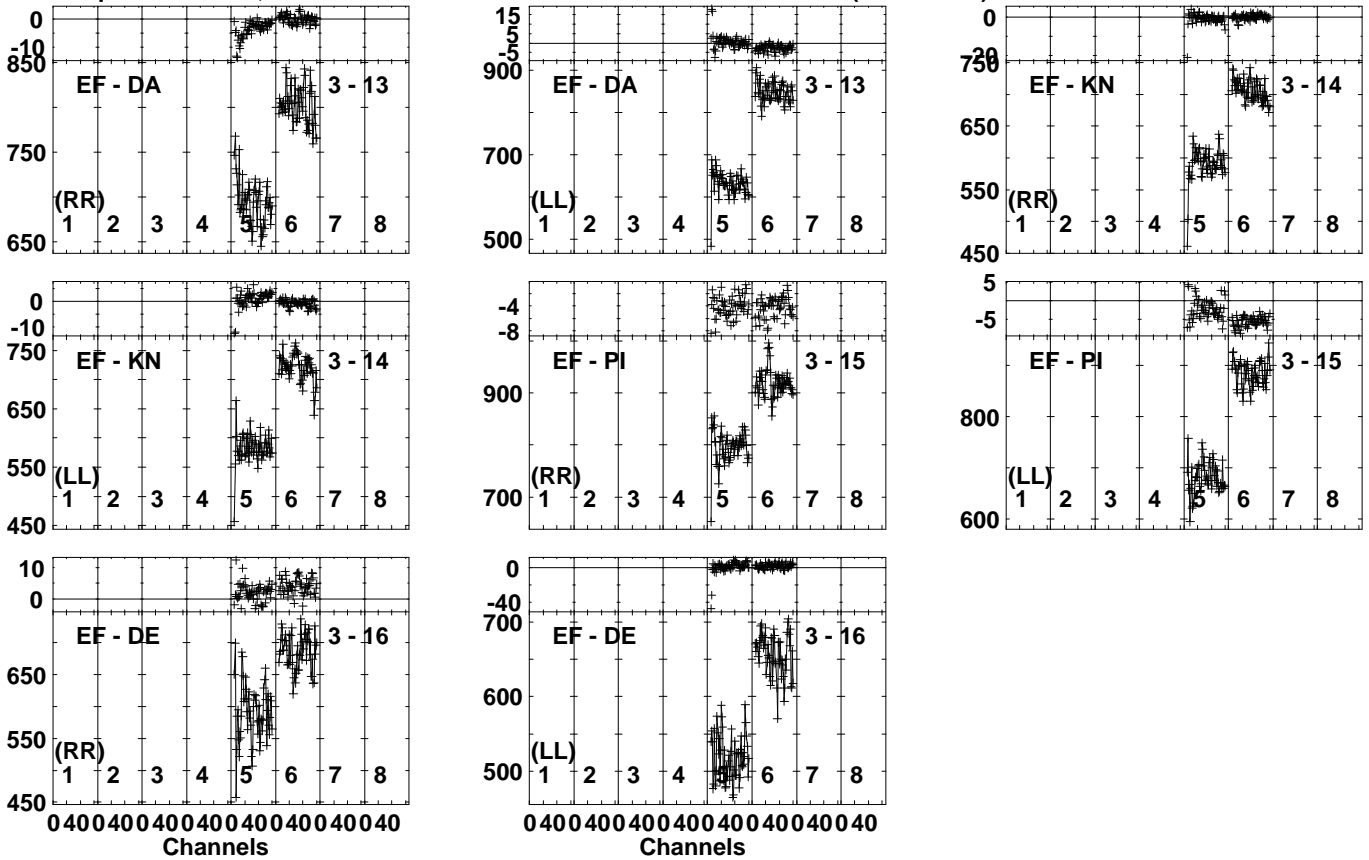 0
-10
850
EF - DA
3 - 13
750
(RR)
1 2 3 4 5 6 7 8
650
15
5
-5
900
EF - DA
3 - 13
700
(LL)
1 2 3 4 5 6 7 8
500
0
750
EF - KN
3 - 14
650
550
(RR)
1 2 3 4 5 6 7 8
450
0
-10
750
EF - KN
3 - 14
650
550
(LL)
1 2 3 4 5 6 7 8
450
-4
-8
EF - PI
3 - 15
900
(RR)
1 2 3 4 5 6 7 8
700
5
-5
EF - PI
3 - 15
800
(LL)
1 2 3 4 5 6 7 8
600
10
0
EF - DE
3 - 16
650
550
(RR)
1 2 3 4 5 6 7 8
450
0 40 0 40 0 40 0 40 0 40 0 40 0 40 0 40
Channels
0
-40
700
EF - DE
3 - 16
600
(LL)
1 2 3 4 5 6 7 8
500
0 40 0 40 0 40 0 40 0 40 0 40 0 40 0 40
Channels